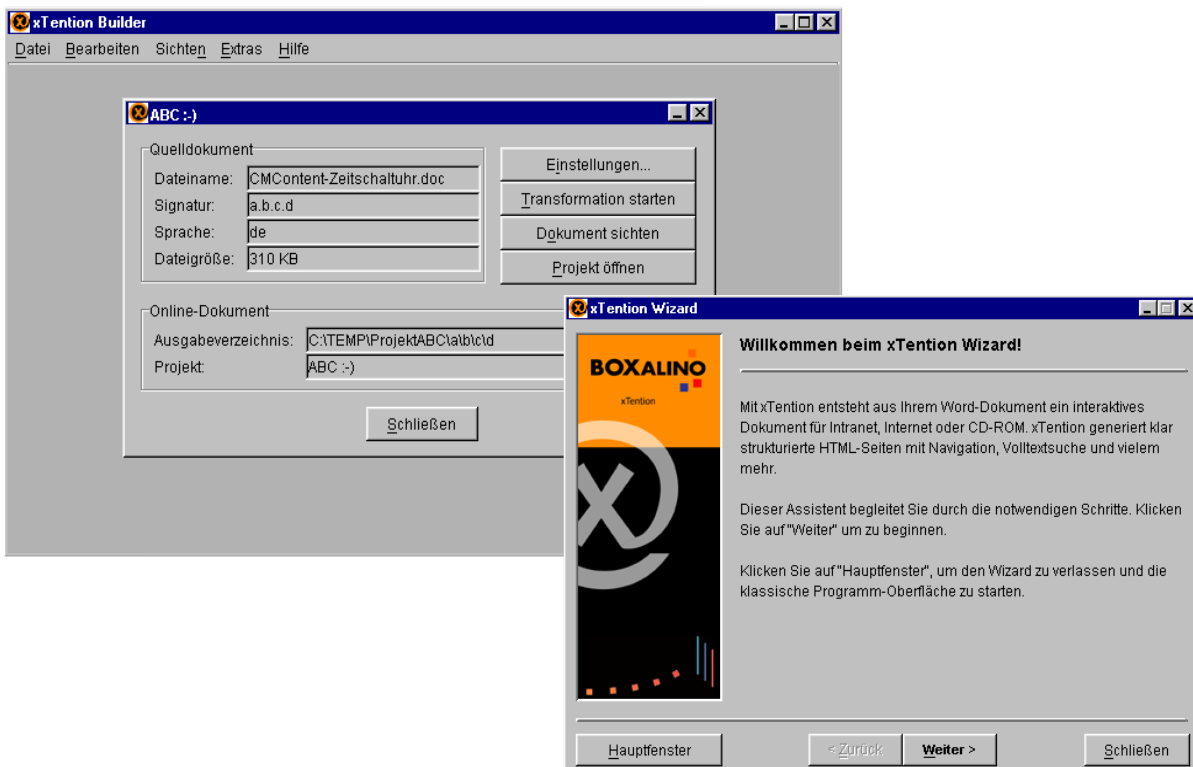 xTention Builder
Datei Bearbeiten Sichten Extras Hilfe
ABC :-)
Quelldokument
Dateiname: CMContent-Zeitschaltuhr.doc
Signatur: a.b.c.d
Sprache: de
Dateigröße: 310 KB
Einstellungen...
Transformation starten
Dokument sichten
Projekt öffnen
Online-Dokument
Ausgabeverzeichnis: C:\TEMP\ProjektABC\a\b\c\d
Projekt: ABC :-)
Schließen
xTention Wizard
BOXALINO
xTention
Willkommen beim xTention Wizard!
Mit xTention entsteht aus Ihrem Word-Dokument ein interaktives
Dokument für Intranet, Internet oder CD-ROM. xTention generiert klar
strukturierte HTML-Seiten mit Navigation, Volltextsuche und vielem
mehr.
Dieser Assistent begleitet Sie durch die notwendigen Schritte. Klicken
Sie auf "Weiter" um zu beginnen.
Klicken Sie auf "Hauptfenster", um den Wizard zu verlassen und die
klassische Programm-Oberfläche zu starten.
Hauptfenster
< Zurück
Weiter >
Schließen